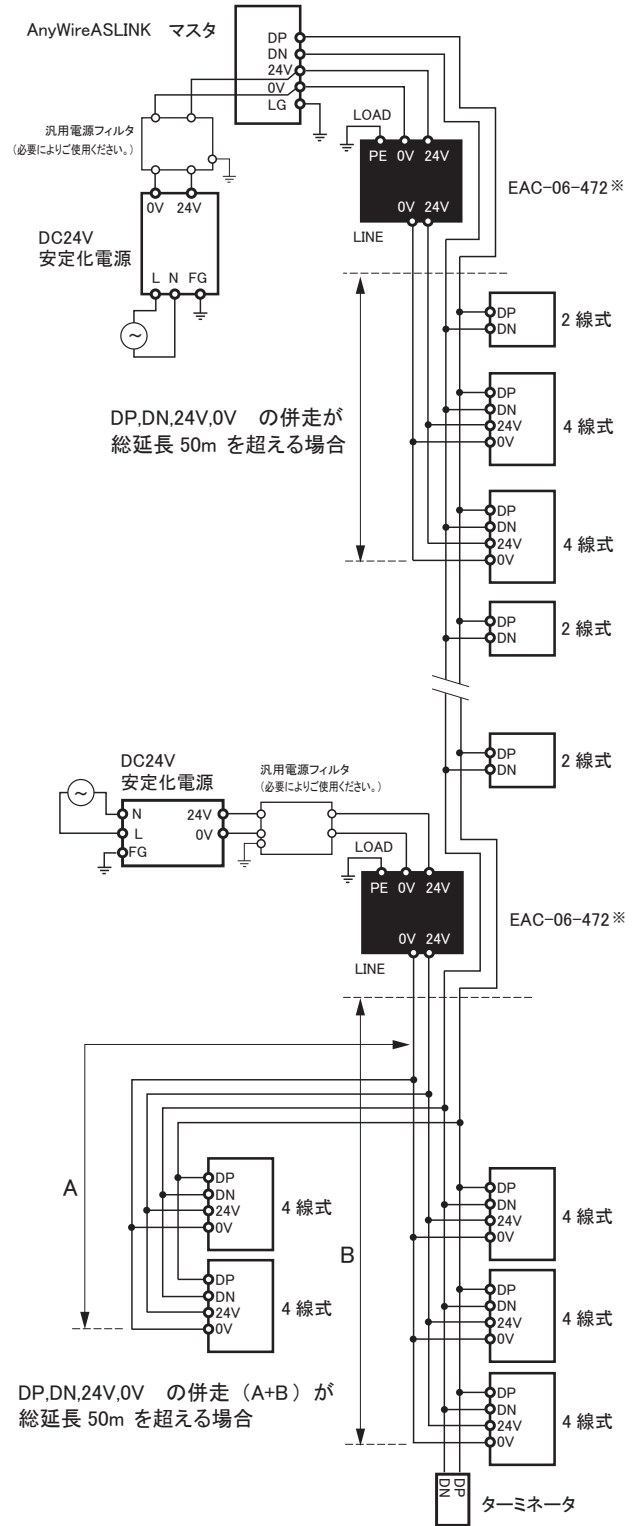 AnyWireASLINK マスタ
DP
DN
24V
0V
LG
汎用電源フィルタ
(必要によりご使用ください。)
0V 24V
DC24V
安定化電源
L N FG
~
LOAD
PE 0V 24V
0V 24V
LINE
EAC-06-472※
DP
DN
2線式
DP,DN,24V,0V の併走が
総延長 50m を超える場合
DP
DN
24V
0V
4線式
DP
DN
24V
0V
4線式
DP
DN
2線式
DP
DN
2線式
DC24V
安定化電源
~
N
L
FG
24V
0V
汎用電源フィルタ
(必要によりご使用ください。)
LOAD
PE 0V 24V
0V 24V
LINE
EAC-06-472※
A
B
DP
DN
24V
0V
4線式
DP
DN
24V
0V
4線式
DP
DN
24V
0V
4線式
DP
DN
24V
0V
4線式
DP
DN
24V
0V
4線式
DP,DN,24V,0V の併走（A+B）が
総延長 50m を超える場合
DP
DN
ターミネータ